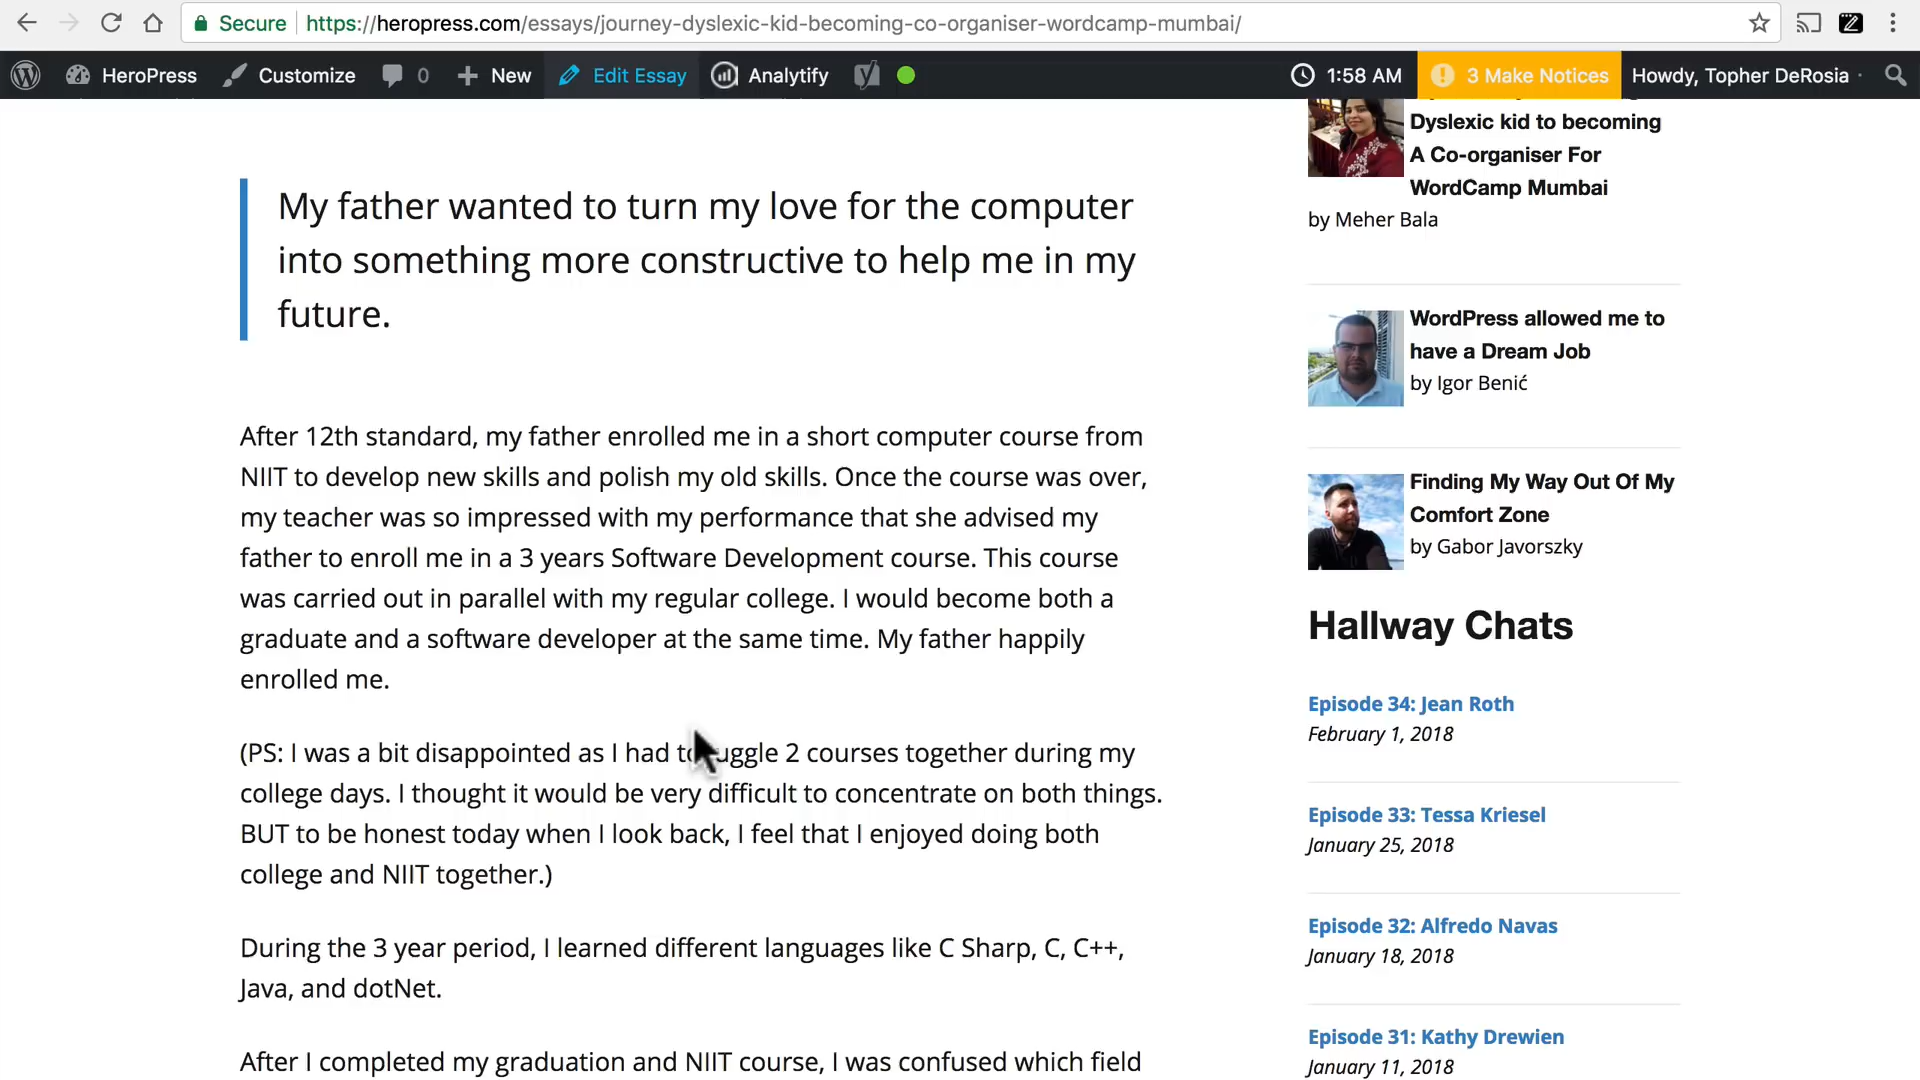 Secure https://heropress.com/essays/journey-dyslexic-kid-becoming-co-organiser-wordcamp-mumbai/
HeroPress Customize 0 New Edit Essay Analytify 1:58 AM 3 Make Notices Howdy, Topher DeRosia
My father wanted to turn my love for the computer
into something more constructive to help me in my
future.
After 12th standard, my father enrolled me in a short computer course from
NIIT to develop new skills and polish my old skills. Once the course was over,
my teacher was so impressed with my performance that she advised my
father to enroll me in a 3 years Software Development course. This course
was carried out in parallel with my regular college. I would become both a
graduate and a software developer at the same time. My father happily
enrolled me.
(PS: I was a bit disappointed as I had to juggle 2 courses together during my
college days. I thought it would be very difficult to concentrate on both things.
BUT to be honest today when I look back, I feel that I enjoyed doing both
college and NIIT together.)
During the 3 year period, I learned different languages like C Sharp, C, C++,
Java, and dotNet.
After I completed my graduation and NIIT course, I was confused which field
Dyslexic kid to becoming
A Co-organiser For
WordCamp Mumbai
by Meher Bala
WordPress allowed me to
have a Dream Job
by Igor Benić
Finding My Way Out Of My
Comfort Zone
by Gabor Javorszky
Hallway Chats
Episode 34: Jean Roth
February 1, 2018
Episode 33: Tessa Kriesel
January 25, 2018
Episode 32: Alfredo Navas
January 18, 2018
Episode 31: Kathy Drewien
January 11, 2018